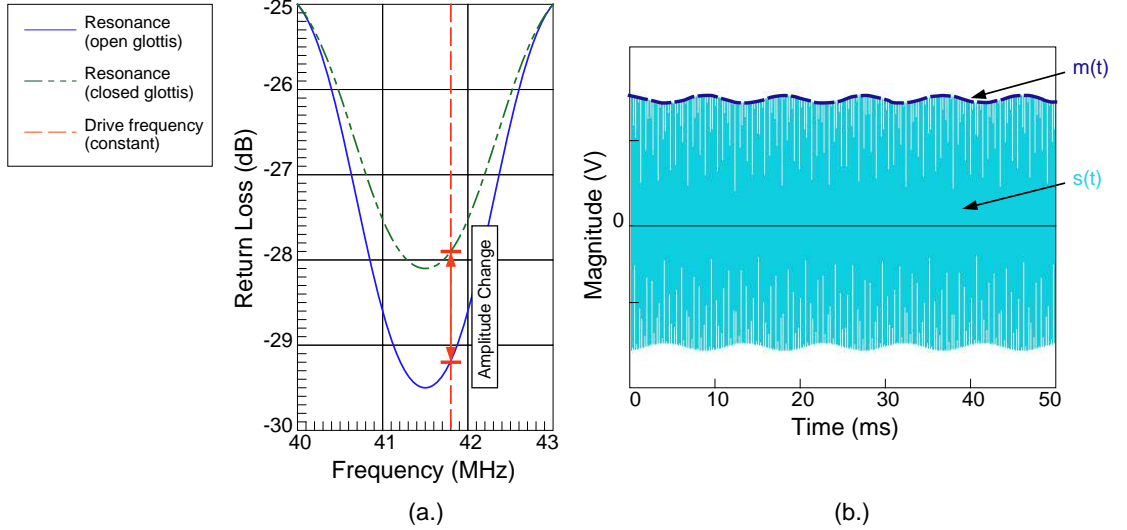 Resonance
(open glottis)
Resonance
(closed glottis)
Drive frequency
(constant)
Return Loss (dB)
-25
-26
-27
-28
-29
-30
40
41
42
43
Frequency (MHz)
Amplitude Change
(a.)
Magnitude (V)
0
m(t)
s(t)
0
10
20
30
40
50
Time (ms)
(b.)